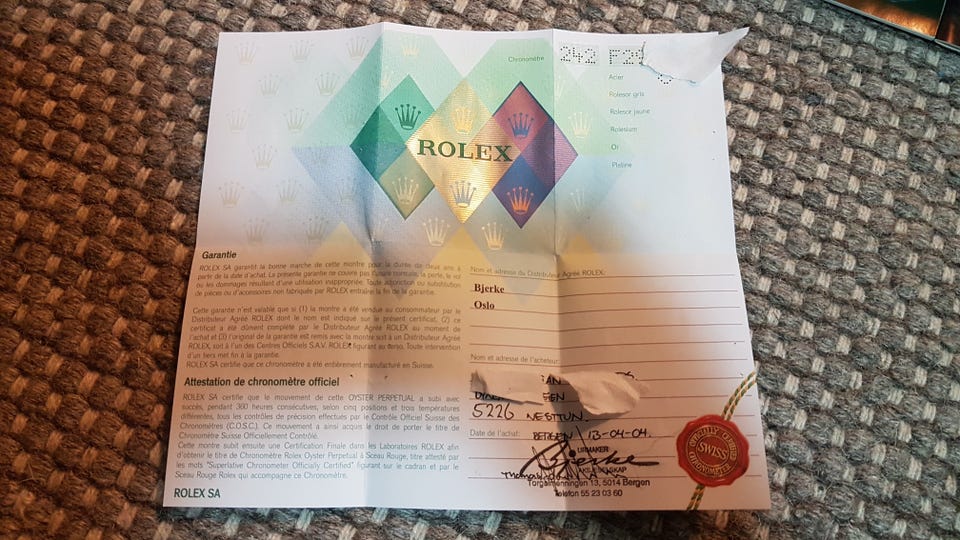 Chronomètre 242 F29
Acier
Rolesor gris
Rolesor jaune
Rolesium
Or
Platine
ROLEX
Garantie
ROLEX SA garantit la bonne marche de cette montre pour la durée de deux ans à
partir de la date d'achat. La présente garantie ne couvre pas l'usure normale, la perte, le vol
ou les dommages résultant d'une utilisation inappropriée. Toute adjonction ou substitution
de pièces ou d'accessoires non fabriqués par ROLEX entraîne la fin de la garantie.
Cette garantie n'est valable que si (1) la montre a été vendue au consommateur par le
Distributeur Agréé ROLEX dont le nom est indiqué sur le présent certificat, (2) ce
certificat a été dûment complété par le Distributeur Agréé ROLEX au moment de
l'achat et (3) l'original de la garantie est remis avec la montre soit à un Distributeur Agréé
ROLEX, soit à l'un des Centres Officiels S.A.V. ROLEX figurant au verso. Toute intervention
d'un tiers met fin à la garantie.
ROLEX SA certifie que ce chronomètre a été entièrement manufacturé en Suisse.
Attestation de chronomètre officiel
ROLEX SA certifie que le mouvement de cette OYSTER PERPETUAL a subi avec
succès, pendant 360 heures consécutives, selon cinq positions et trois températures
différentes, tous les contrôles de précision effectués par le Contrôle Officiel Suisse des
Chronomètres (C.O.S.C.). Ce mouvement a ainsi acquis le droit de porter le titre de
Chronomètre Suisse Officiellement Contrôlé.
Cette montre subit ensuite une Certification Finale dans les Laboratoires ROLEX afin
d'obtenir le titre de Chronomètre Rolex Oyster Perpetual à Sceau Rouge, titre attesté par
les mots "Superlative Chronometer Officially Certified" figurant sur le cadran et par le
Sceau Rouge Rolex qui accompagne ce Chronomètre.
ROLEX SA
Nom et adresse du Distributeur Agréé ROLEX:
Bjerke
Oslo
Nom et adresse de l'acheteur:
5226 NESTTUN
Date de l'achat: BERGEN 13-04-04.
URMAKER
Bjerke
AKSJESELSKAP
Thomas
Torgalmenningen 13, 5014 Bergen
Telefon 55 23 03 60
OFFICIALLY CERTIFIED
SWISS
CHRONOMETER